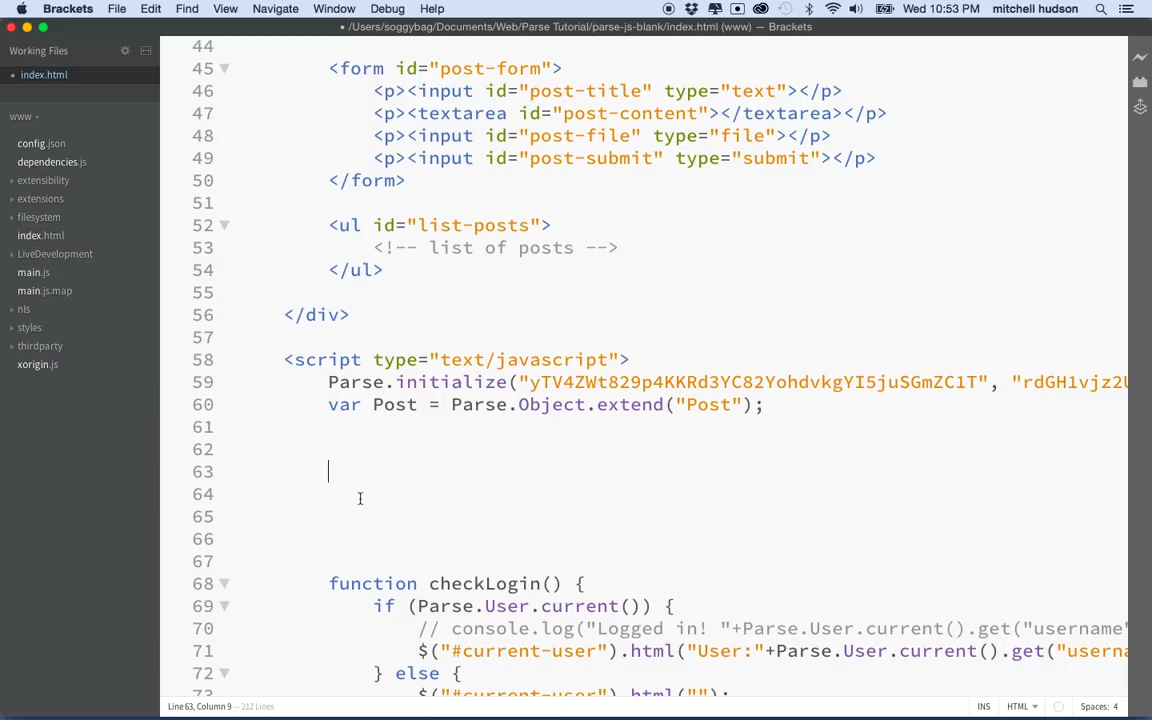 Brackets File Edit Find View Navigate Window Debug Help Wed 10:53 PM mitchell hudson
• /Users/soggybag/Documents/Web/Parse Tutorial/parse-js-blank/index.html (www) — Brackets
Working Files
• index.html
www
config.json
dependencies.js
extensibility
extensions
filesystem
index.html
LiveDevelopment
main.js
main.js.map
nls
styles
thirdparty
xorigin.js
44
45 <form id="post-form">
46 <p><input id="post-title" type="text"></p>
47 <p><textarea id="post-content"></textarea></p>
48 <p><input id="post-file" type="file"></p>
49 <p><input id="post-submit" type="submit"></p>
50 </form>
51
52 <ul id="list-posts">
53 <!-- list of posts -->
54 </ul>
55
56 </div>
57
58 <script type="text/javascript">
59 Parse.initialize("yTV4ZWt829p4KKRd3YC82YohdvkgYI5juSGmZC1T", "rdGH1vjz2U
60 var Post = Parse.Object.extend("Post");
61
62
63
64
65
66
67
68 function checkLogin() {
69 if (Parse.User.current()) {
70 // console.log("Logged in! "+Parse.User.current().get("username"
71 $("#current-user").html("User:"+Parse.User.current().get("userna
72 } else {
73 $("#current-user").html("");
Line 63, Column 9 — 212 Lines INS HTML Spaces: 4